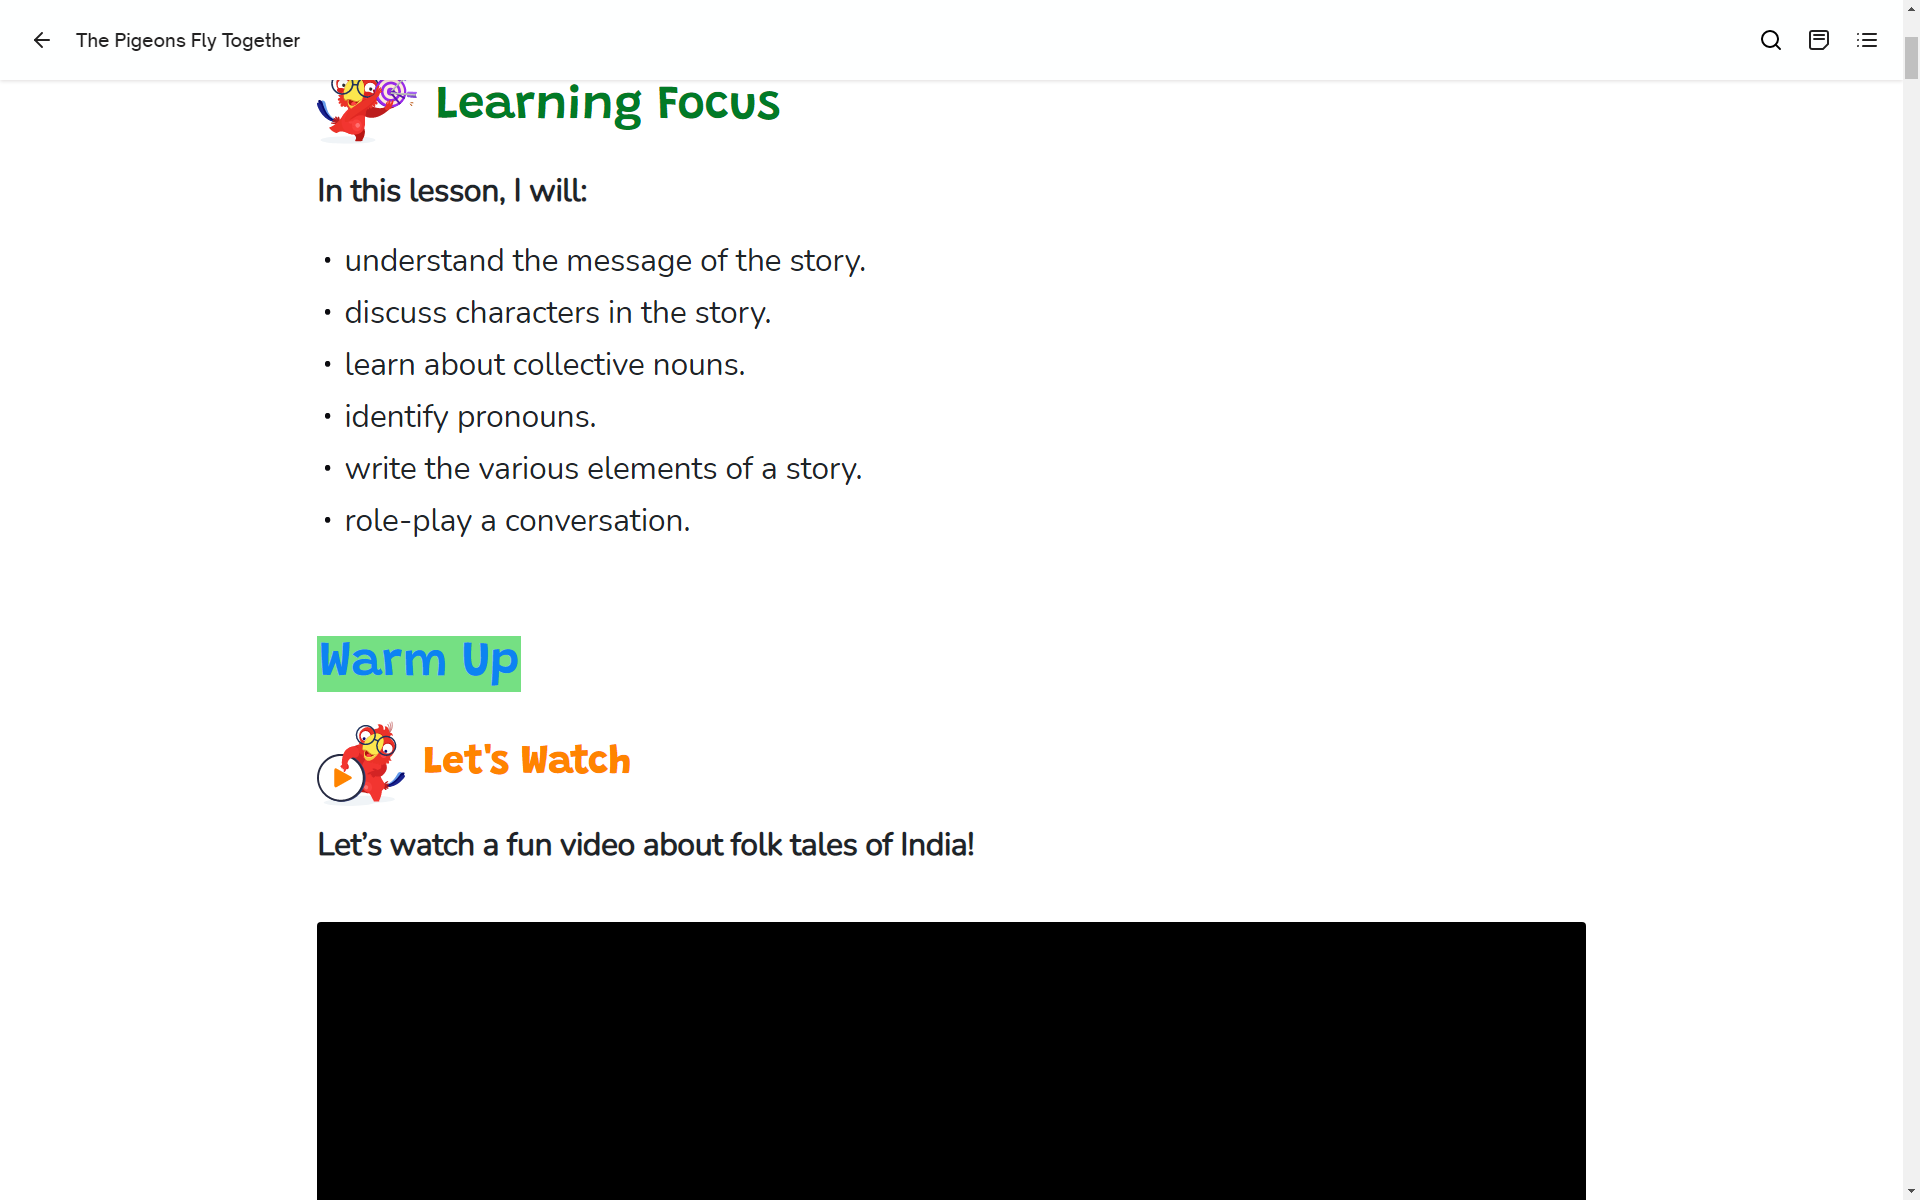 The Pigeons Fly Together
Learning Focus
In this lesson, I will:
• understand the message of the story.
• discuss characters in the story.
• learn about collective nouns.
• identify pronouns.
• write the various elements of a story.
• role-play a conversation.
Warm Up
Let's Watch
Let’s watch a fun video about folk tales of India!